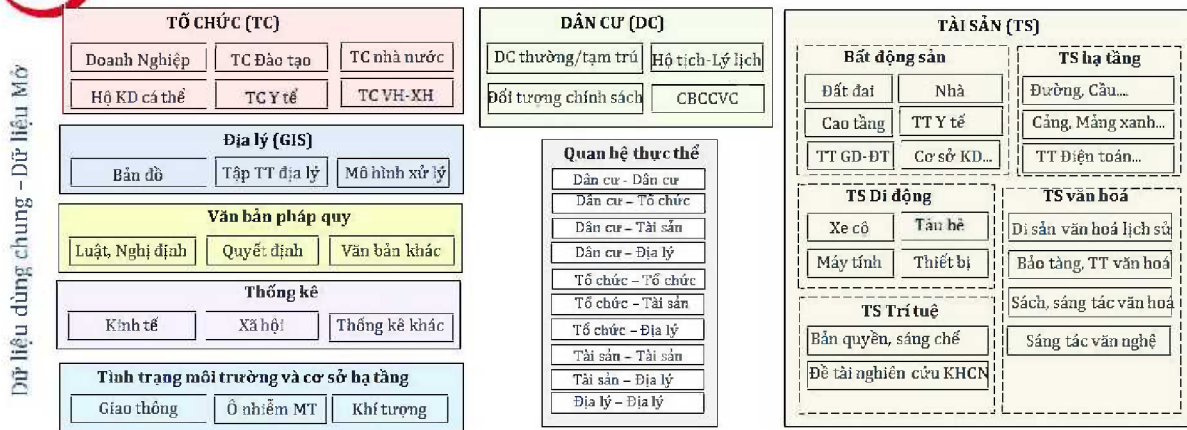 Dữ liệu dùng chung – Dữ liệu Mở
TỔ CHỨC (TC)
Doanh Nghiệp
TC Đào tạo
TC nhà nước
Hộ KD cá thể
TC Y tế
TC VH-XH
Địa lý (GIS)
Bản đồ
Tập TT địa lý
Mô hình xử lý
Văn bản pháp quy
Luật, Nghị định
Quyết định
Văn bản khác
Thống kê
Kinh tế
Xã hội
Thống kê khác
Tình trạng môi trường và cơ sở hạ tầng
Giao thông
Ô nhiễm MT
Khí tượng
DÂN CƯ (DC)
DC thường/tạm trú
Hộ tịch-Lý lịch
Đối tượng chính sách
CBCCVC
Quan hệ thực thể
Dân cư - Dân cư
Dân cư – Tổ chức
Dân cư – Tài sản
Dân cư – Địa lý
Tổ chức – Tổ chức
Tổ chức – Tài sản
Tổ chức – Địa lý
Tài sản – Tài sản
Tài sản – Địa lý
Địa lý – Địa lý
TÀI SẢN (TS)
Bất động sản
Đất đai
Nhà
Cao tầng
TT Y tế
TT GD-ĐT
Cơ sở KD...
TS hạ tầng
Đường, Cầu....
Cảng, Mảng xanh...
TT Điện toán...
TS Di động
Xe cộ
Tàu bè
Máy tính
Thiết bị
TS văn hoá
Di sản văn hoá lịch sử
Bảo tàng, TT văn hoá
Sách, sáng tác văn hoá
Sáng tác văn nghệ
TS Trí tuệ
Bản quyền, sáng chế
Đề tài nghiên cứu KHCN